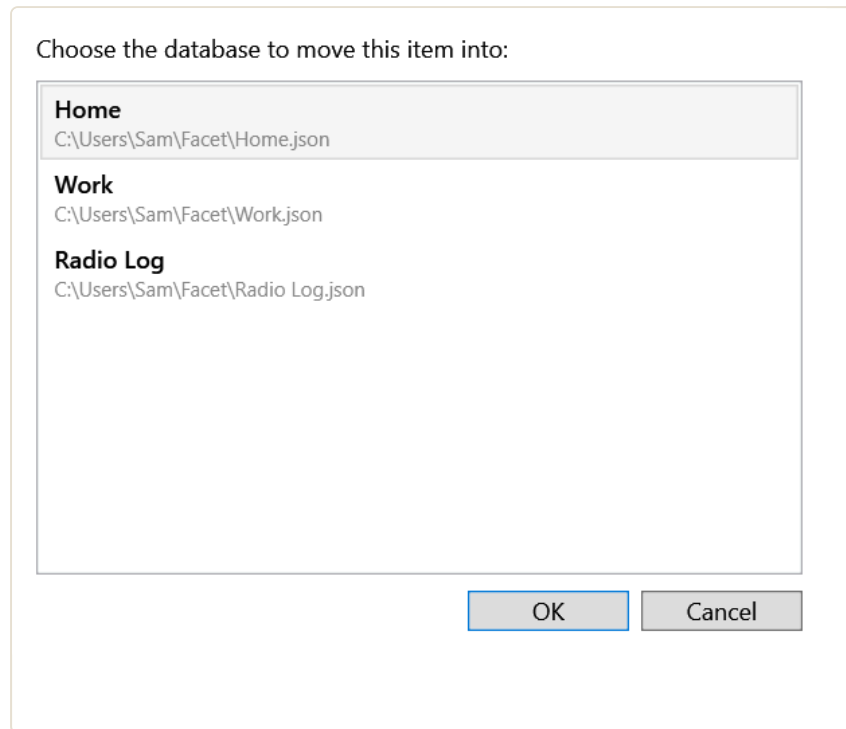 Choose the database to move this item into:
Home
C:\Users\Sam\Facet\Home.json
Work
C:\Users\Sam\Facet\Work.json
Radio Log
C:\Users\Sam\Facet\Radio Log.json
OK
Cancel